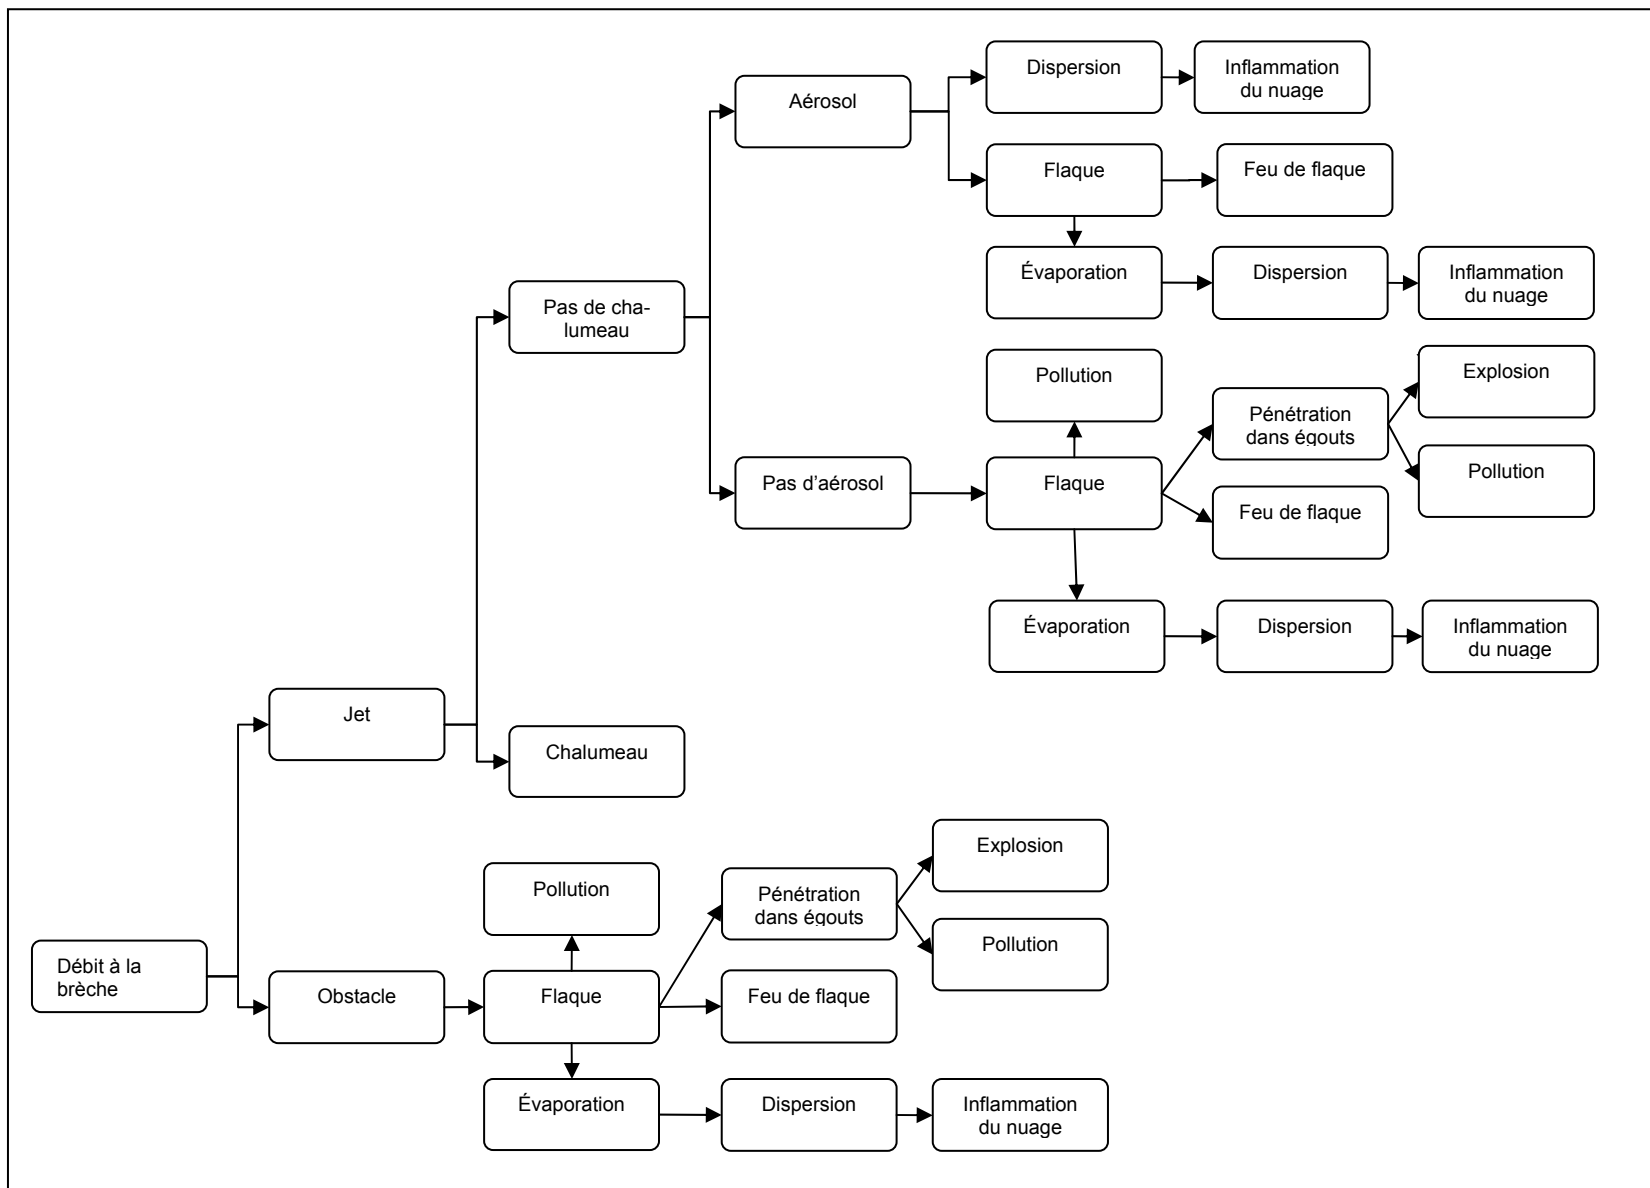 Dispersion
Inflammation
du nuage
Aérosol
Flaque
Feu de flaque
Évaporation
Dispersion
Inflammation
du nuage
Pas de cha-
lumeau
Pollution
Explosion
Pénétration
dans égouts
Pas d’aérosol
Flaque
Pollution
Feu de flaque
Évaporation
Dispersion
Inflammation
du nuage
Jet
Chalumeau
Explosion
Pollution
Pénétration
dans égouts
Pollution
Débit à la
brèche
Obstacle
Flaque
Feu de flaque
Évaporation
Dispersion
Inflammation
du nuage